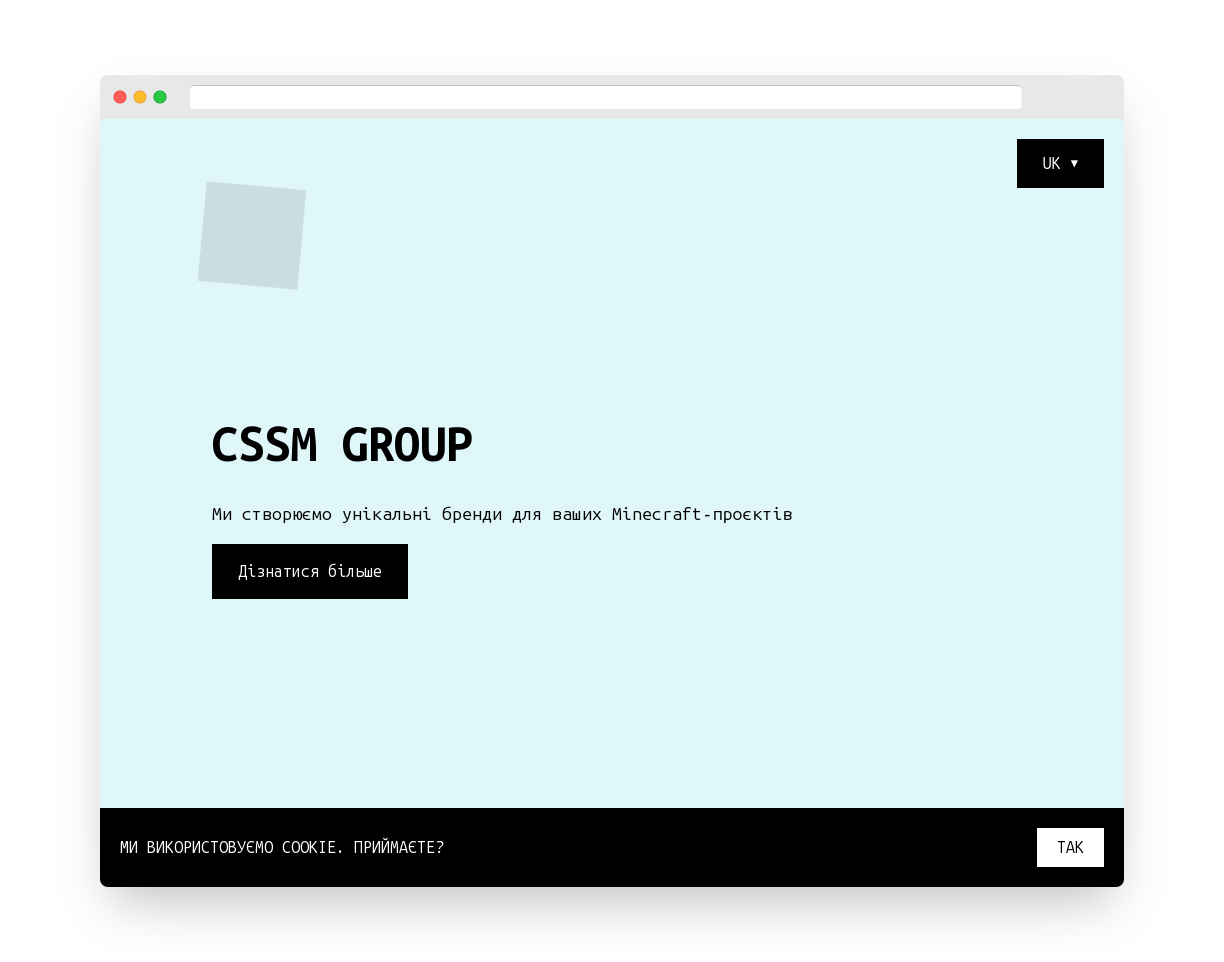 UK ▼
CSSM GROUP
Ми створюємо унікальні бренди для ваших Minecraft-проєктів
Дізнатися більше
МИ ВИКОРИСТОВУЄМО COOKIE. ПРИЙМАЄТЕ?
ТАК